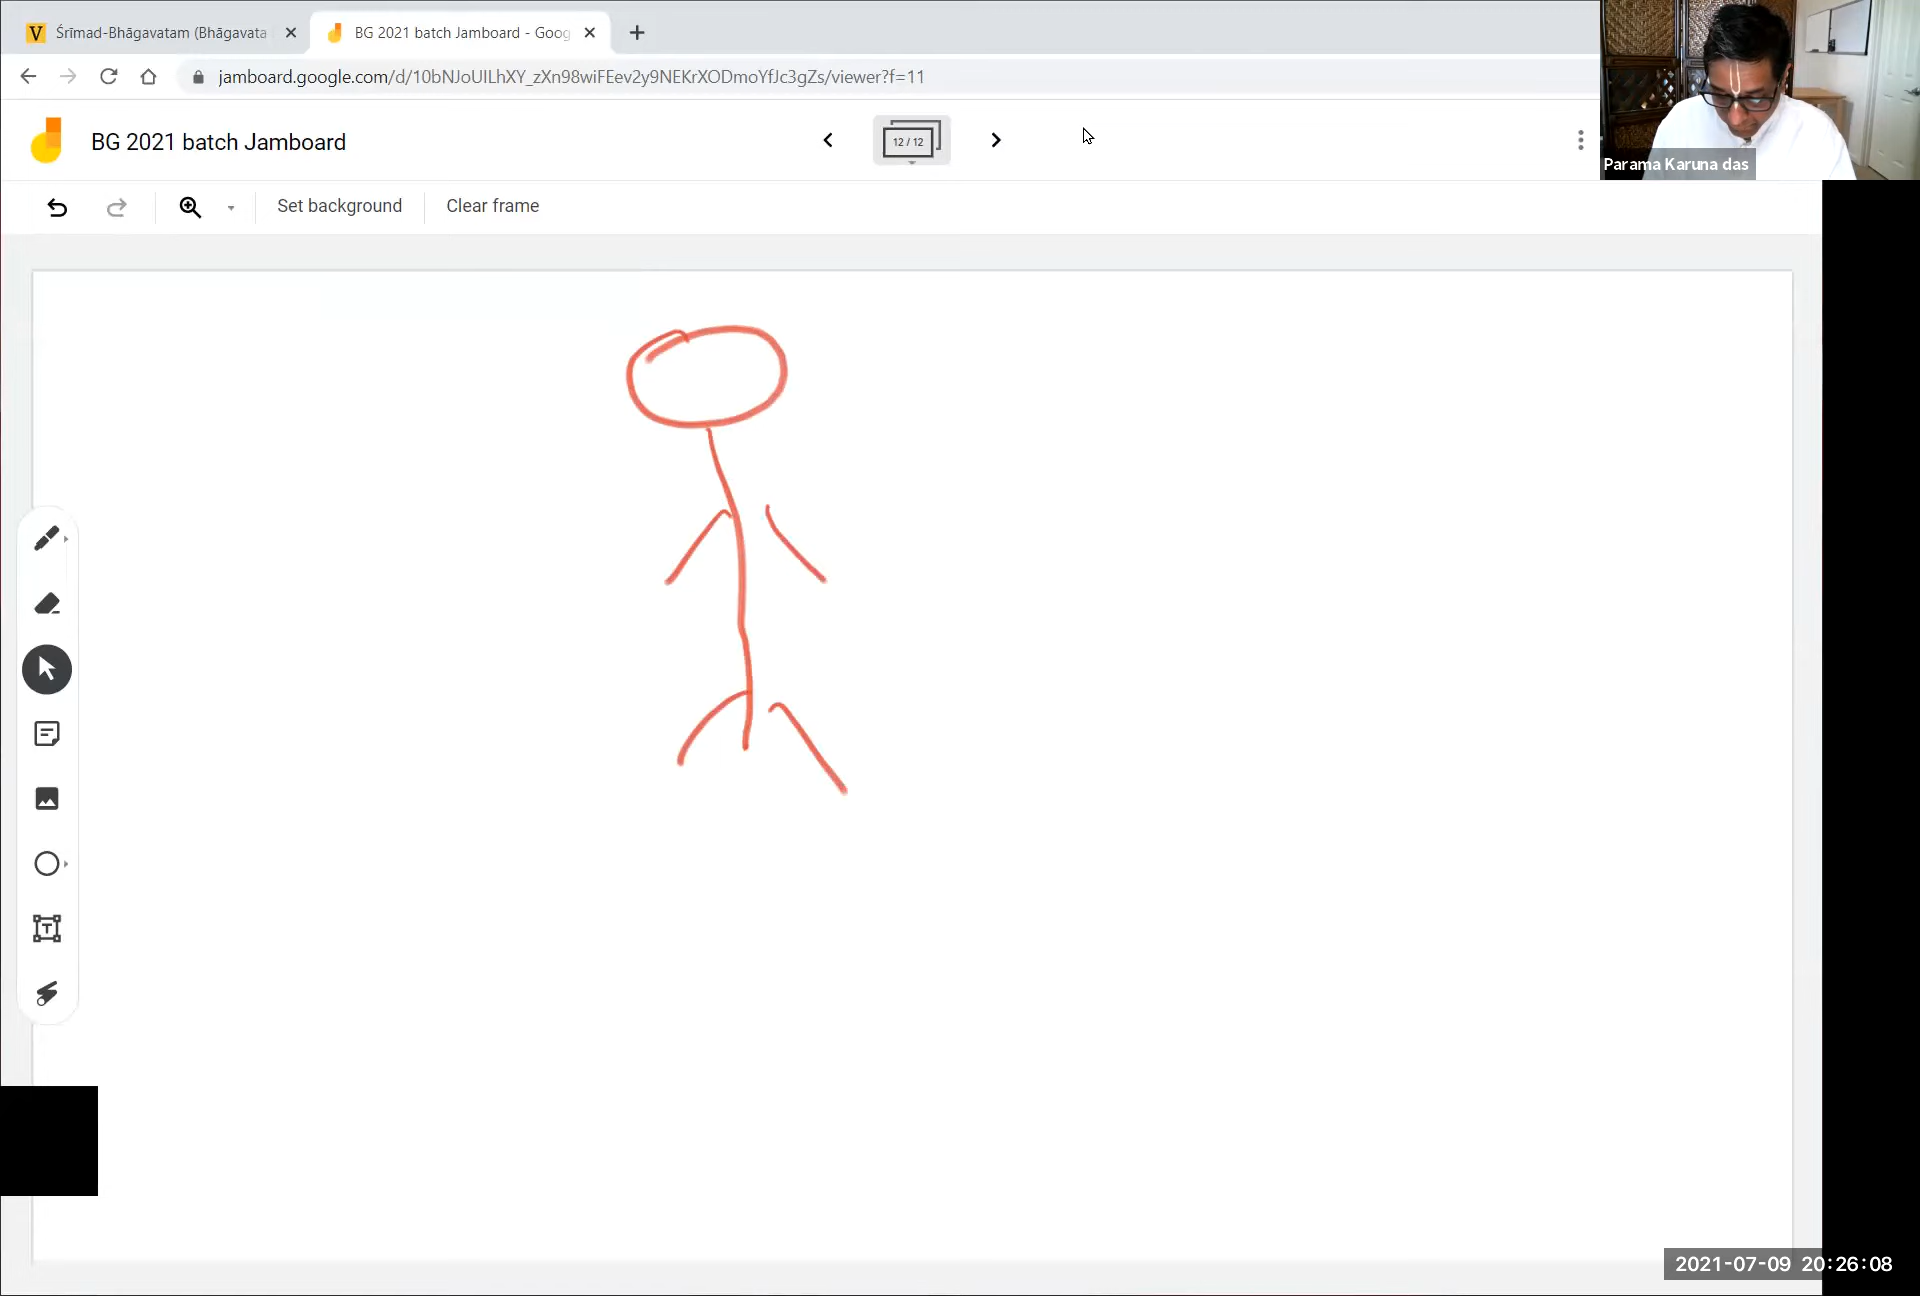 V Śrīmad-Bhāgavatam (Bhāgavata
BG 2021 batch Jamboard - Goog
jamboard.google.com/d/10bNJoUILhXY_zXn98wiFEev2y9NEKrXODmoYfJc3gZs/viewer?f=11
BG 2021 batch Jamboard
12 / 12
Parama Karuna das
Set background
Clear frame
T
2021-07-09 20:26:08